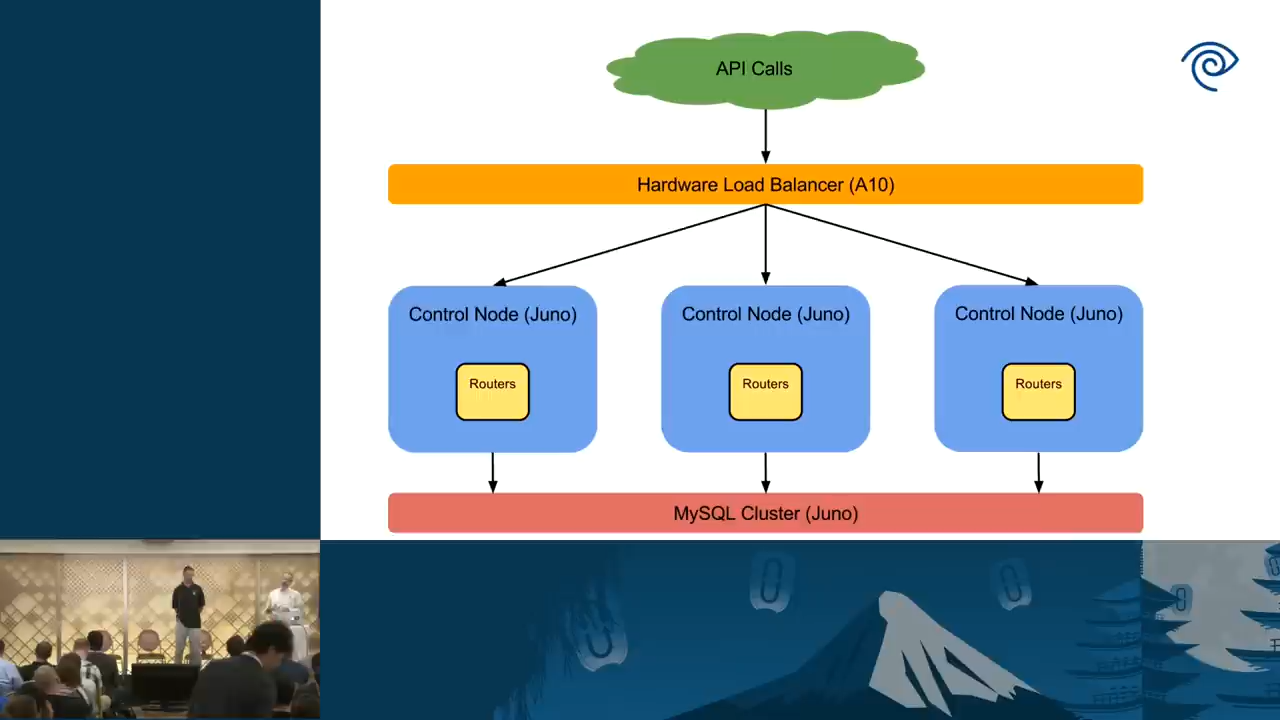 API Calls
Hardware Load Balancer (A10)
Control Node (Juno)
Control Node (Juno)
Control Node (Juno)
Routers
Routers
Routers
MySQL Cluster (Juno)